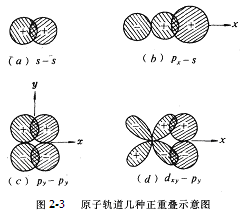 (a) s-s
x
(b) pₓ-s
y
x
(c) p_y-p_y
x
(d) d_xy-p_y
图 2-3 原子轨道几种正重叠示意图